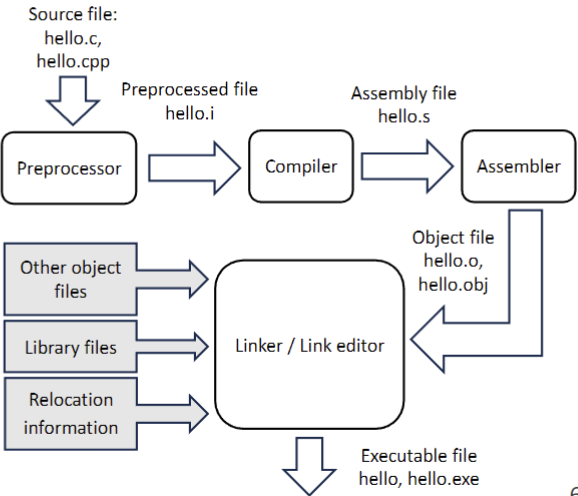 Source file:
hello.c,
hello.cpp
Preprocessed file
hello.i
Assembly file
hello.s
Preprocessor
Compiler
Assembler
Object file
hello.o,
hello.obj
Other object
files
Library files
Relocation
information
Linker / Link editor
Executable file
hello, hello.exe
6